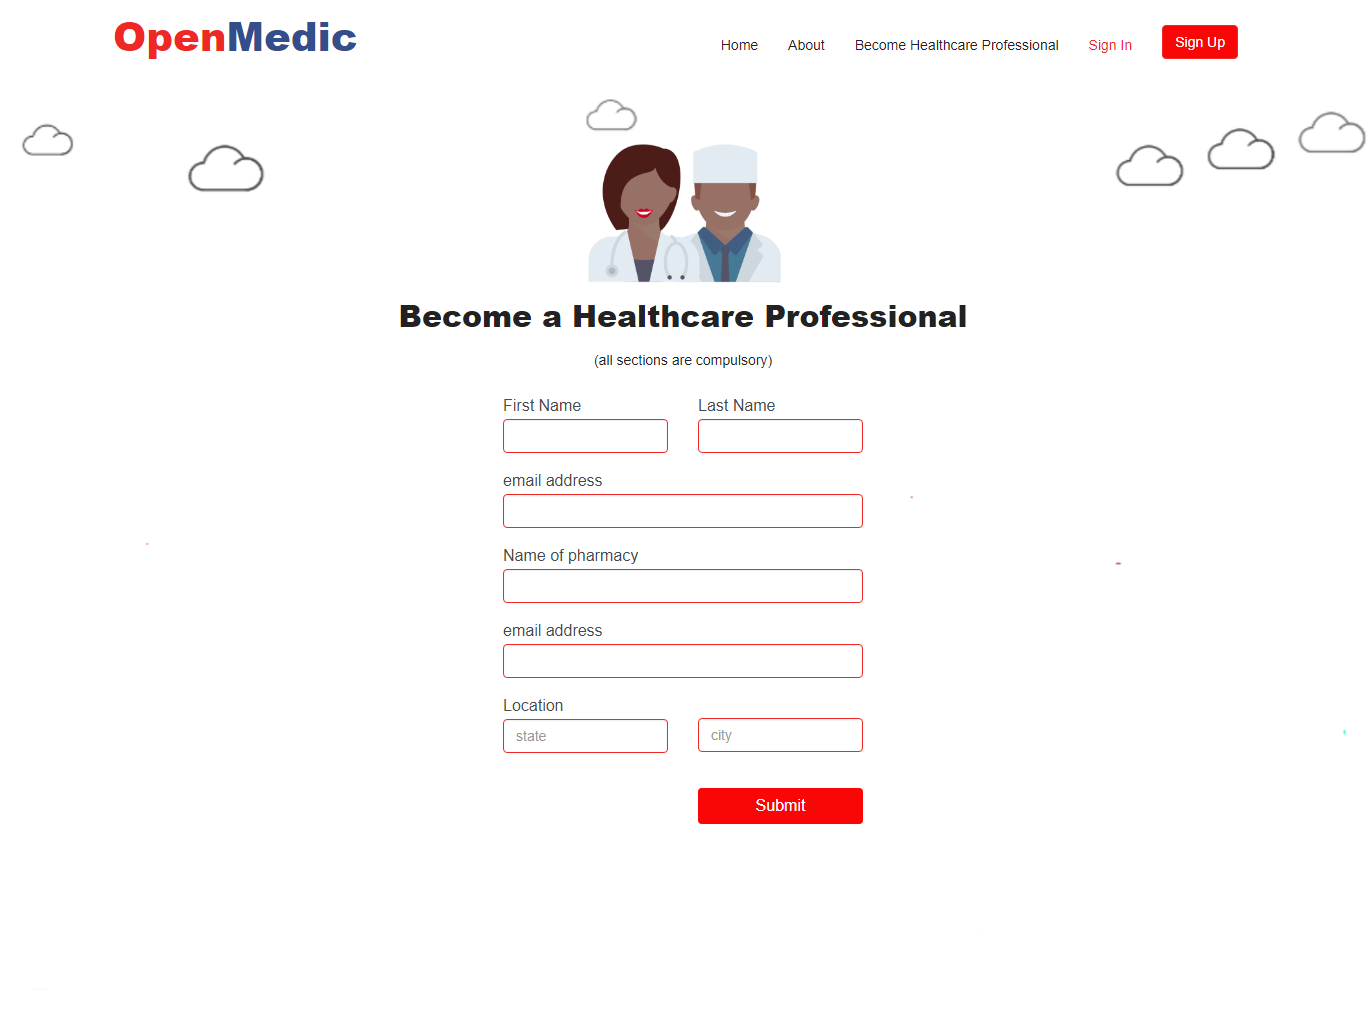 OpenMedic
Home About Become Healthcare Professional Sign In Sign Up
Become a Healthcare Professional
(all sections are compulsory)
First Name Last Name
email address
Name of pharmacy
email address
Location
state city
Submit